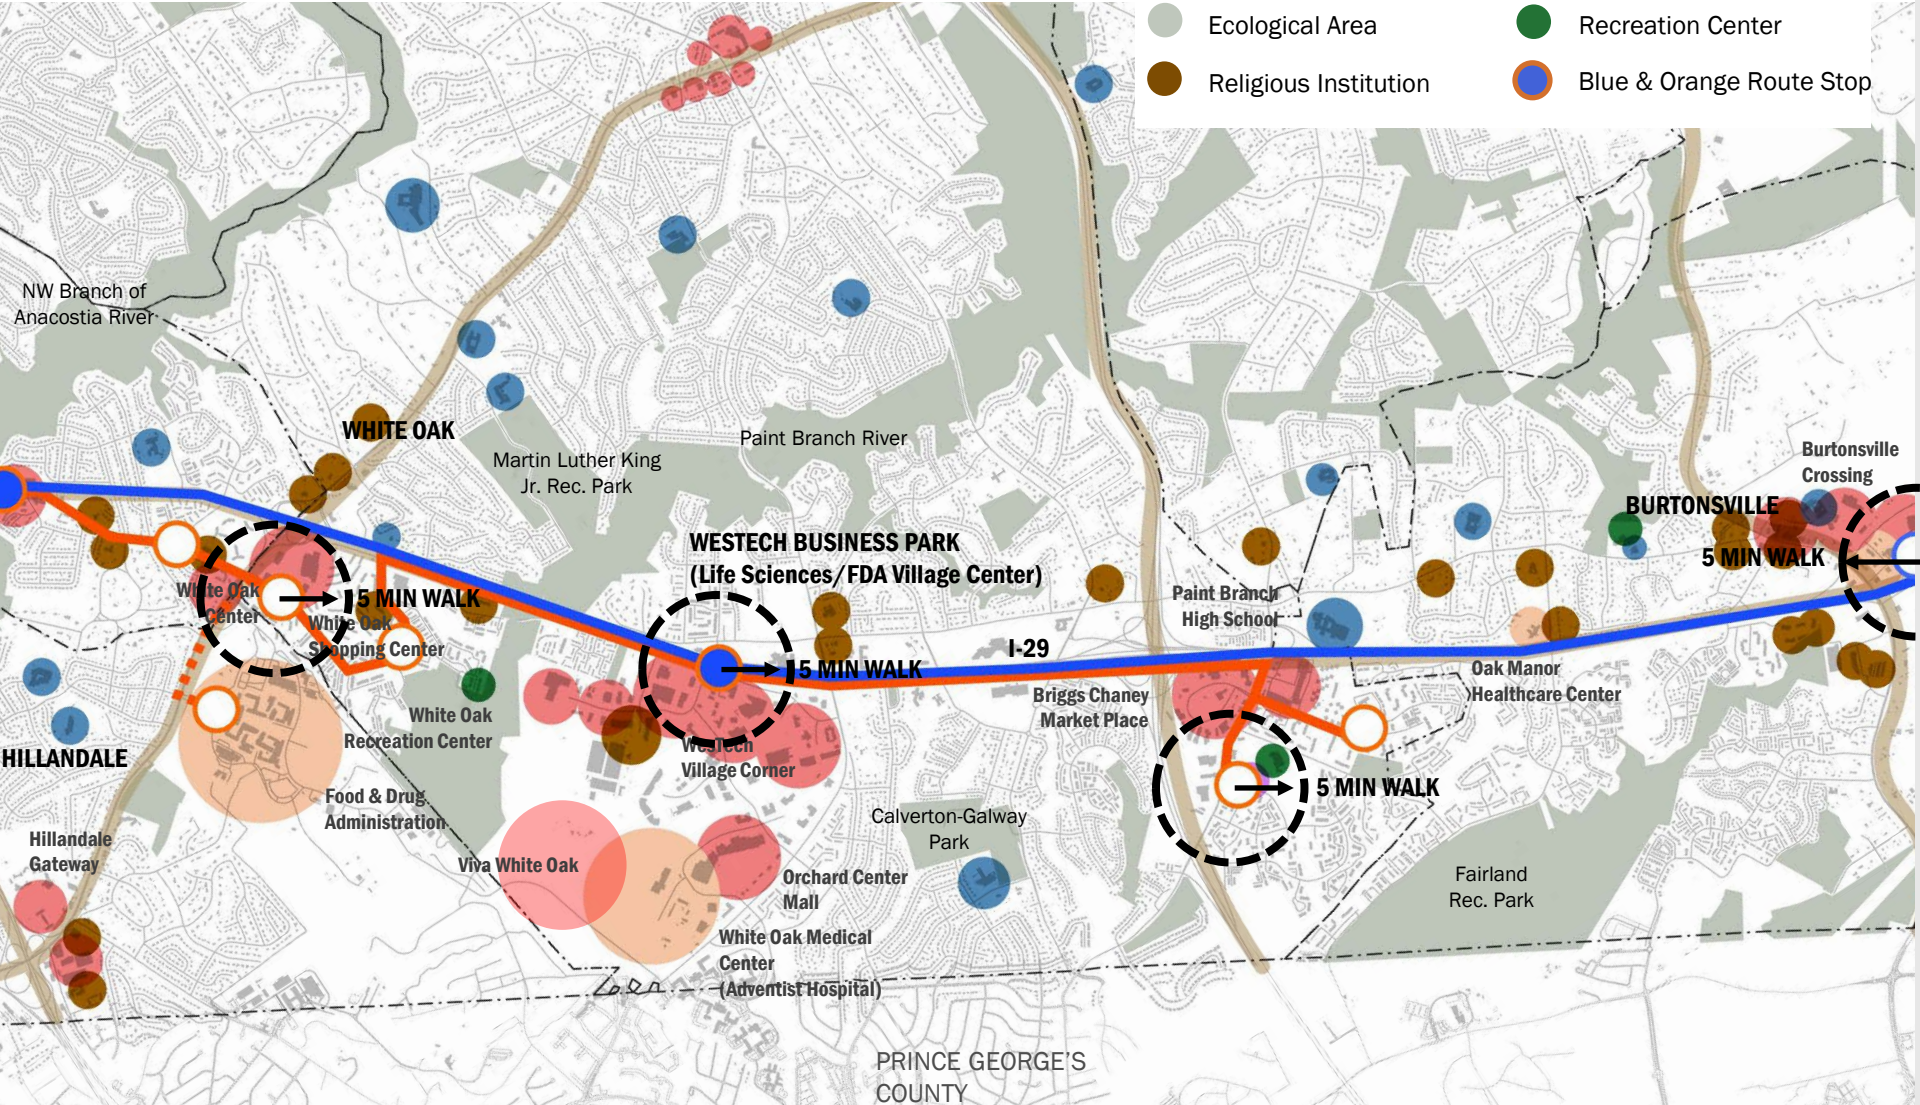 Ecological Area
Recreation Center
Religious Institution
Blue & Orange Route Stop
NW Branch of
Anacostia River
WHITE OAK
Martin Luther King
Jr. Rec. Park
Paint Branch River
Burtonsville
Crossing
BURTONSVILLE
5 MIN WALK
WESTECH BUSINESS PARK
(Life Sciences/FDA Village Center)
White Oak
Center
5 MIN WALK
White Oak
Shopping Center
Paint Branch
High School
I-29
5 MIN WALK
Oak Manor
Healthcare Center
Briggs Chaney
Market Place
White Oak
Recreation Center
WesTech
Village Corner
HILLANDALE
5 MIN WALK
Food & Drug
Administration
Calverton-Galway
Park
Hillandale
Gateway
Viva White Oak
Orchard Center
Mall
Fairland
Rec. Park
White Oak Medical
Center
(Adventist Hospital)
PRINCE GEORGE'S
COUNTY